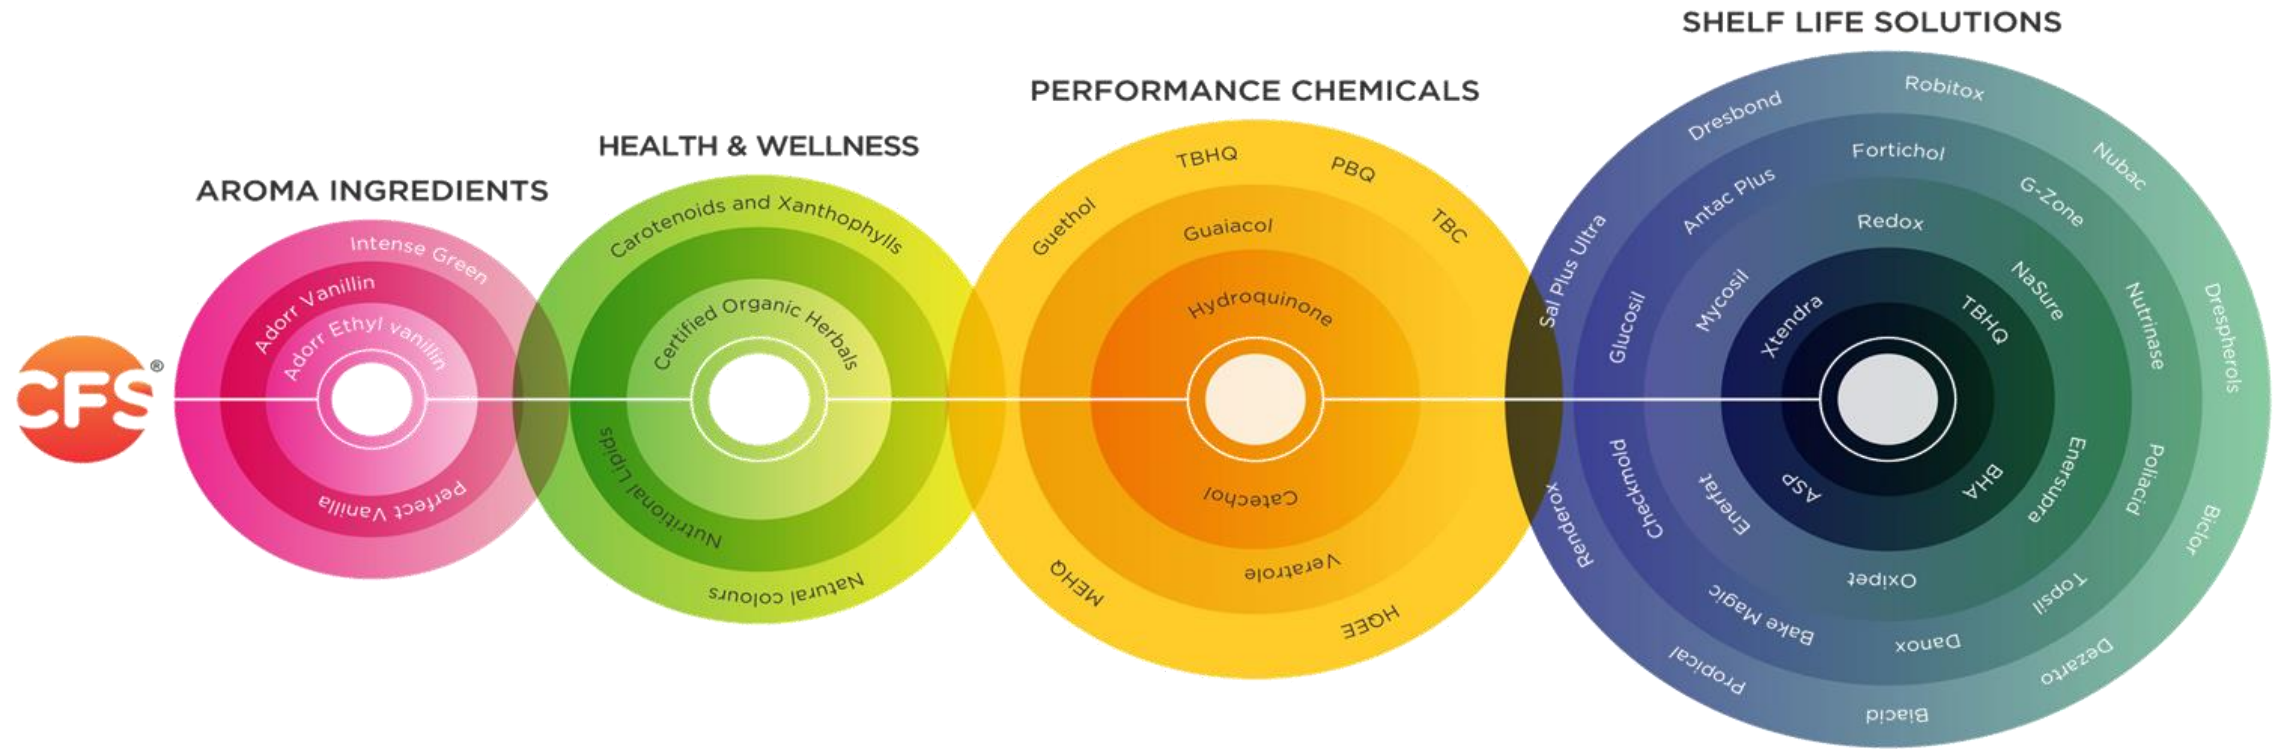 CFS®
AROMA INGREDIENTS
Intense Green
Adorr Vanillin
Adorr Ethyl vanillin
Perfect Vanilla
HEALTH & WELLNESS
Carotenoids and Xanthophylls
Certified Organic Herbals
Nutritional Lipids
Natural colours
PERFORMANCE CHEMICALS
Guethol
TBHQ
PBQ
TBC
Guaiacol
Hydroquinone
Catechol
Veratrole
MEHQ
HQEE
SHELF LIFE SOLUTIONS
Sal Plus Ultra
Dresbond
Robitox
Nubac
Drespherols
Biclor
Dezarto
Biacid
Propical
Renderox
Glucosil
Antac Plus
Fortichol
G-Zone
Nutrinase
Poliacid
Topsil
Danox
Bake Magic
Checkmold
Mycosil
Redox
NaSure
Enersupra
Oxipet
Enerfat
Xtendra
TBHQ
BHA
ASP